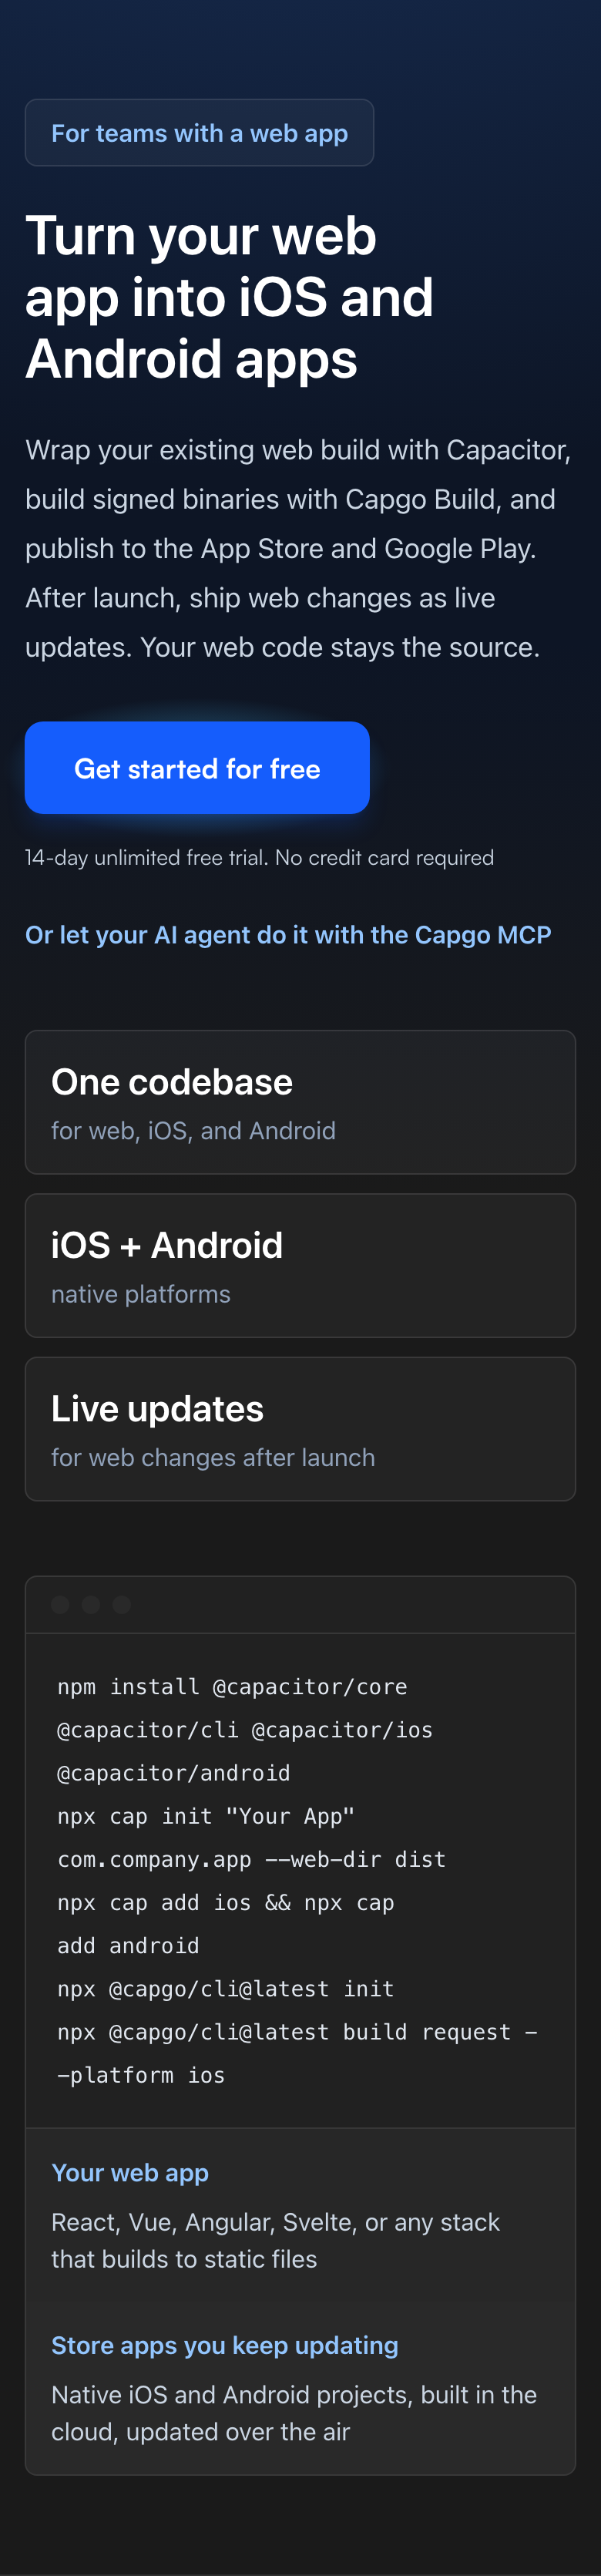 For teams with a web app
Turn your web
app into iOS and
Android apps
Wrap your existing web build with Capacitor,
build signed binaries with Capgo Build, and
publish to the App Store and Google Play.
After launch, ship web changes as live
updates. Your web code stays the source.
Get started for free
14-day unlimited free trial. No credit card required
Or let your AI agent do it with the Capgo MCP
One codebase
for web, iOS, and Android
iOS + Android
native platforms
Live updates
for web changes after launch
npm install @capacitor/core
@capacitor/cli @capacitor/ios
@capacitor/android
npx cap init "Your App"
com.company.app --web-dir dist
npx cap add ios && npx cap
add android
npx @capgo/cli@latest init
npx @capgo/cli@latest build request -
-platform ios
Your web app
React, Vue, Angular, Svelte, or any stack
that builds to static files
Store apps you keep updating
Native iOS and Android projects, built in the
cloud, updated over the air